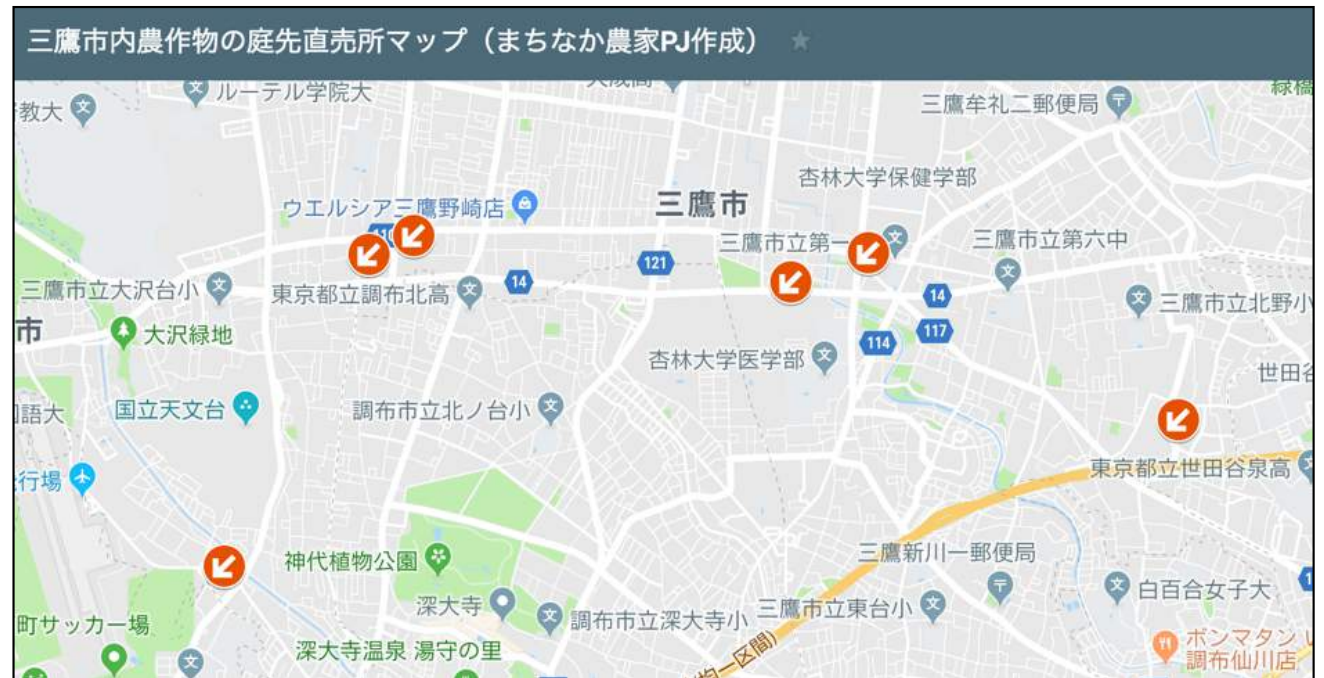 三鷹市内農作物の庭先直売所マップ（まちなか農家PJ作成）
ルーテル学院大
教大
三鷹牟礼二郵便局
杏林大学保健学部
ウエルシア三鷹野崎店
三鷹市
三鷹市立第一
三鷹市立第六中
121
14
三鷹市立大沢台小
東京都立調布北高
14
三鷹市立北野小
市
大沢緑地
117
114
杏林大学医学部
世田谷
国立天文台
調布市立北ノ台小
語大
東京都立世田谷泉高
行場
神代植物公園
三鷹新川一郵便局
白百合女子大
深大寺
調布市立深大寺小
三鷹市立東台小
町サッカー場
深大寺温泉 湯守の里
均一区間)
ボンマタン
調布仙川店